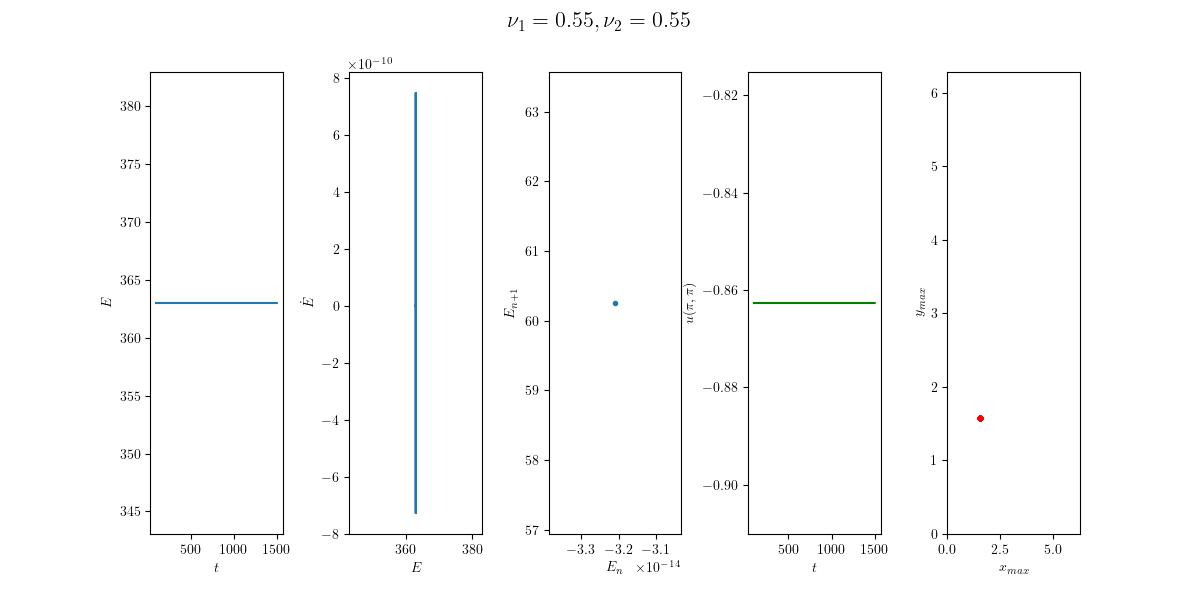 ν₁ = 0.55, ν₂ = 0.55
E
380
375
370
365
360
355
350
345
500 1000 1500
t
×10⁻¹⁰
Ė
8
6
4
2
0
−2
−4
−6
−8
360 380
E
Eₙ₊₁
63
62
61
60
59
58
57
−3.3 −3.2 −3.1
Eₙ ×10⁻¹⁴
u(π, π)
−0.82
−0.84
−0.86
−0.88
−0.90
500 1000 1500
t
y_max
6
5
4
3
2
1
0
0.0 2.5 5.0
x_max